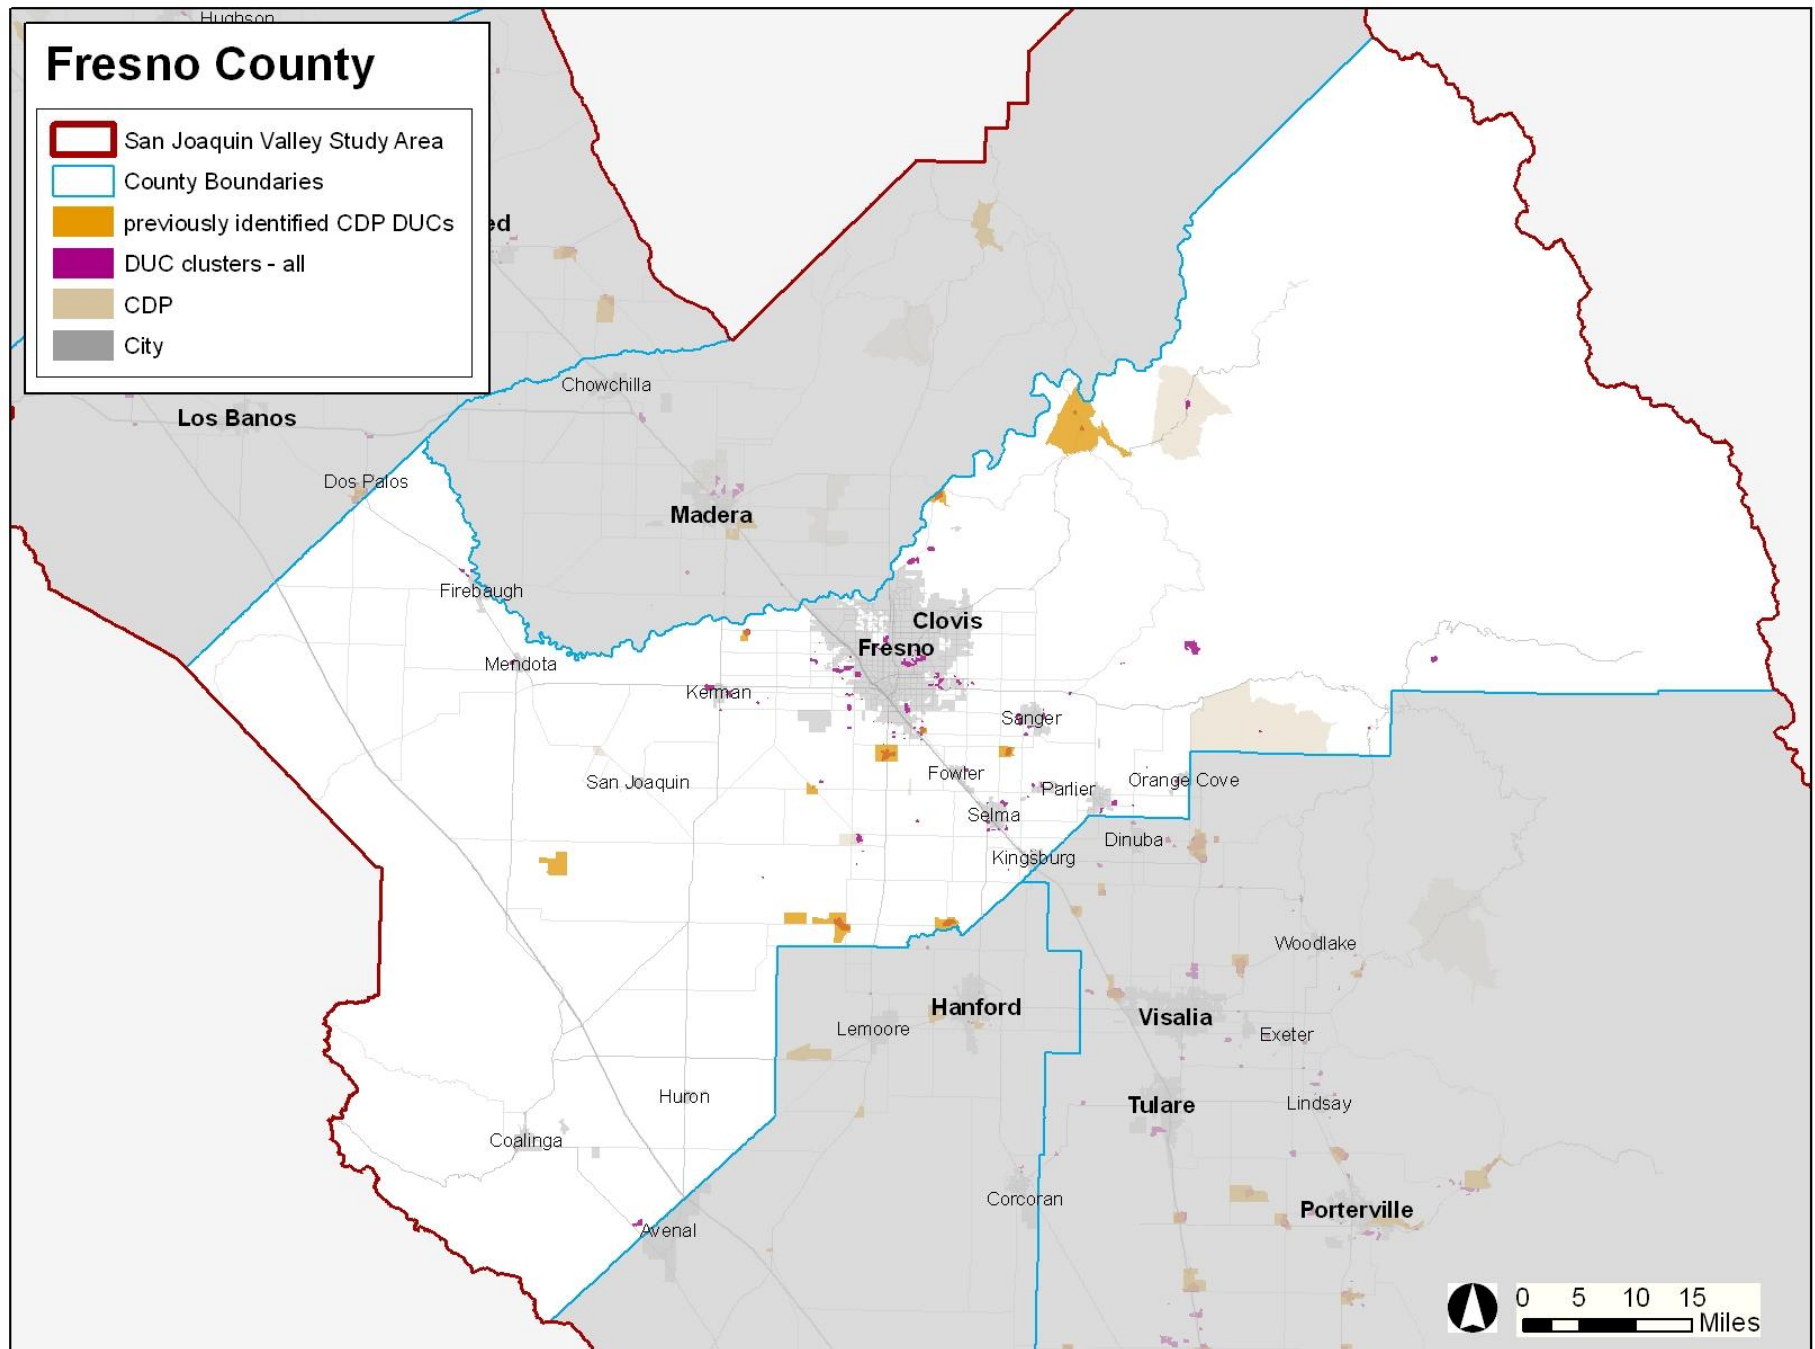 Hughson
Fresno County
San Joaquin Valley Study Area
County Boundaries
previously identified CDP DUCs
ed
DUC clusters - all
CDP
City
Chowchilla
Los Banos
Dos Palos
Madera
Firebaugh
Clovis
Fresno
Mendota
Kerman
Sanger
San Joaquin
Fowler
Parlier
Orange Cove
Selma
Dinuba
Kingsburg
Woodlake
Hanford
Visalia
Lemoore
Exeter
Huron
Tulare
Lindsay
Coalinga
Corcoran
Porterville
Avenal
0 5 10 15
Miles